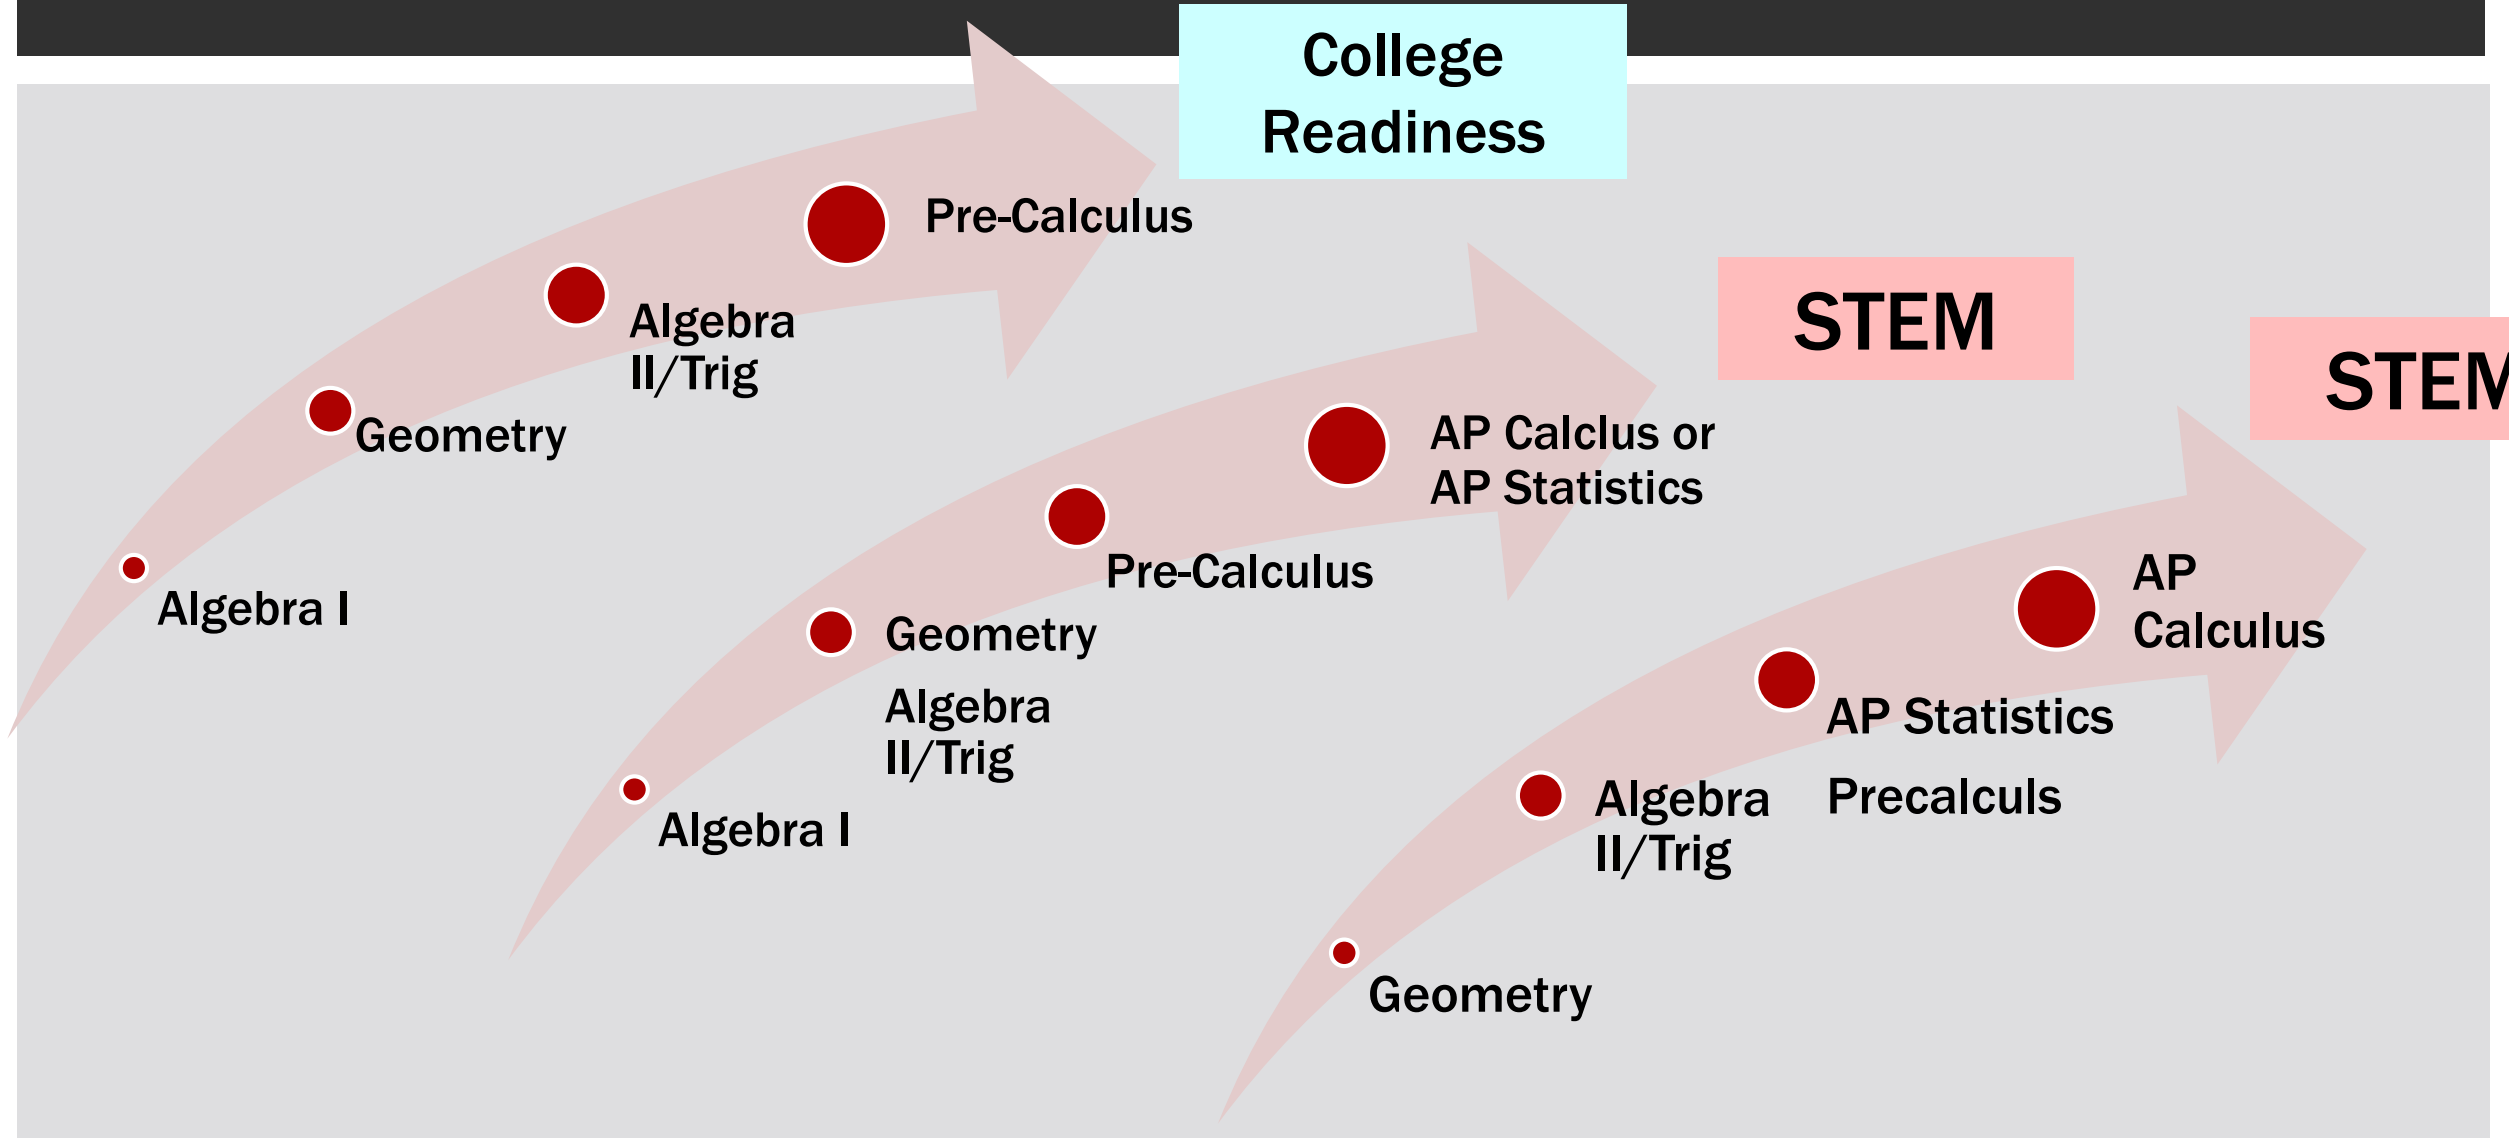 College
Readiness
Pre-Calculus
Algebra
II/Trig
Geometry
Algebra I
STEM
AP Calclus or
AP Statistics
Pre-Calculus
Geometry
Algebra
II/Trig
Algebra I
STEM
AP
Calculus
AP Statistics
Precalculs
Algebra
II/Trig
Geometry